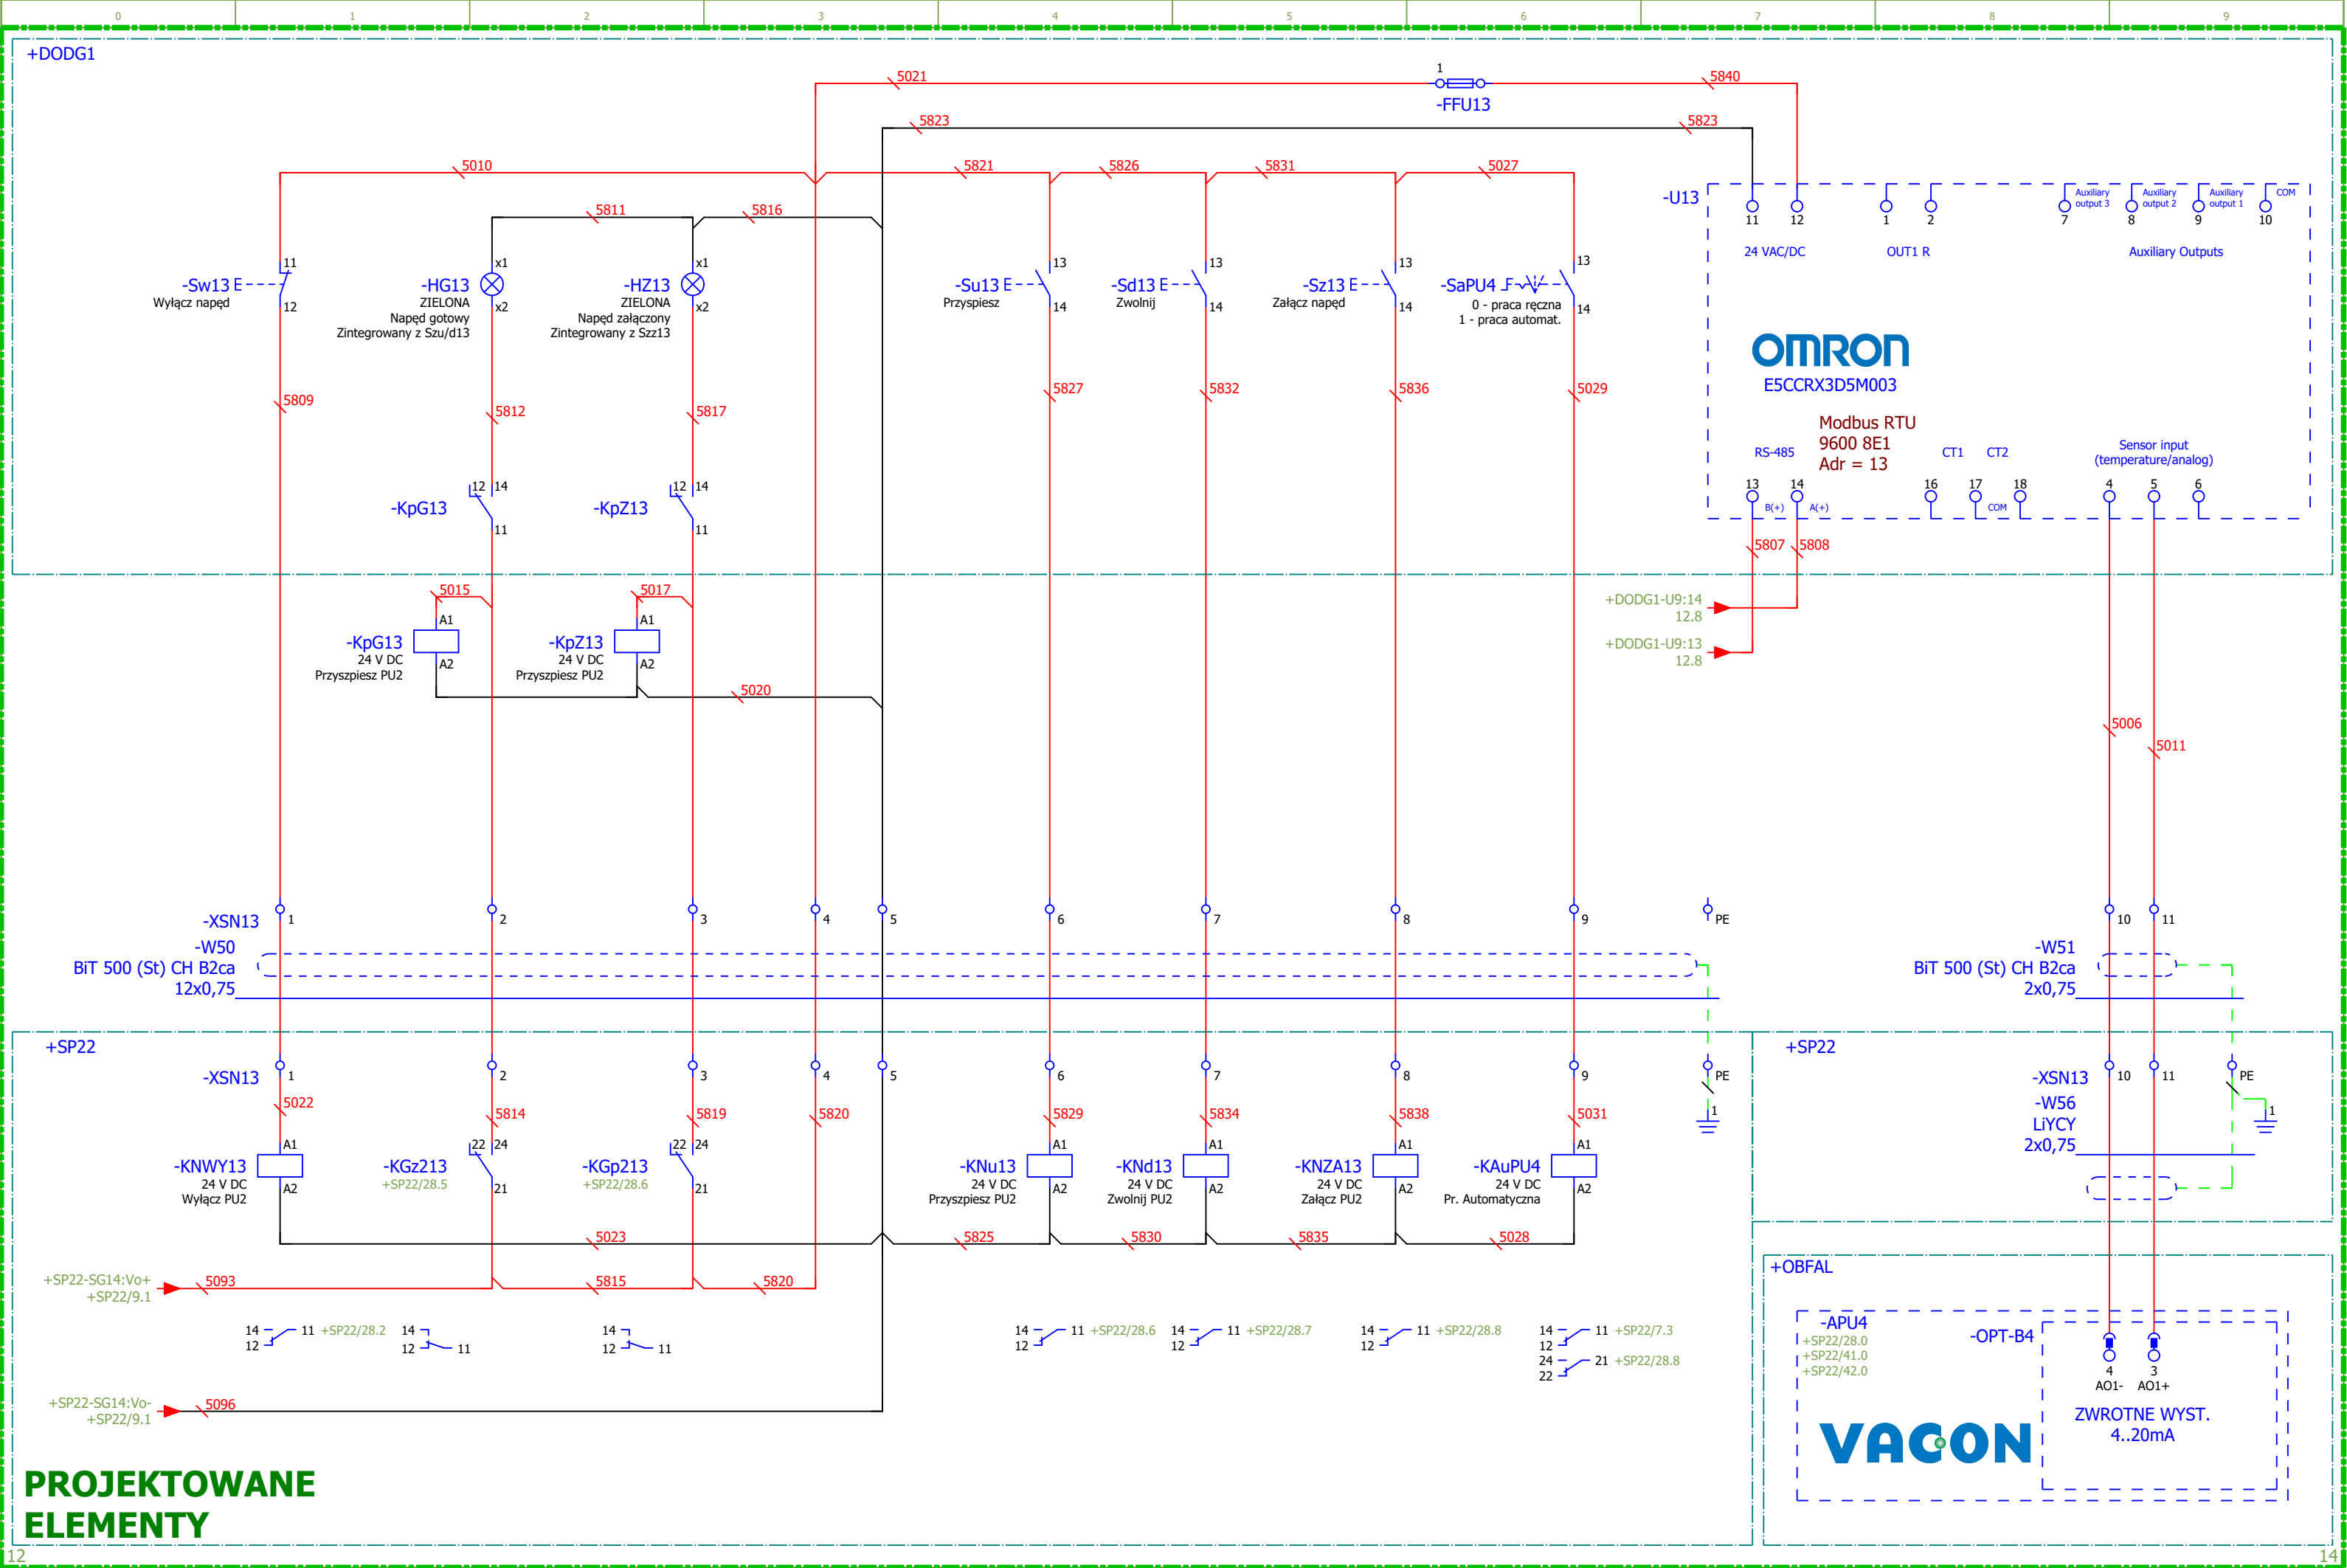 0 1 2 3 4 5 6 7 8 9
+DODG1
5021
1
-FFU13
5840
5823
5823
5010
5821
5826
5831
5027
5811
5816
-U13
11
12
1
2
7
Auxiliary
output 3
8
Auxiliary
output 2
9
Auxiliary
output 1
10
COM
24 VAC/DC
OUT1 R
Auxiliary Outputs
-Sw13
Wyłącz napęd
11
12
-HG13
ZIELONA
Napęd gotowy
Zintegrowany z Szu/d13
x1
x2
-HZ13
ZIELONA
Napęd załączony
Zintegrowany z Szz13
x1
x2
-Su13
Przyspiesz
13
14
-Sd13
Zwolnij
13
14
-Sz13
Załącz napęd
13
14
-SaPU4
0 - praca ręczna
1 - praca automat.
13
14
OMRON
E5CCRX3D5M003
Modbus RTU
9600 8E1
Adr = 13
5809
5812
5817
5827
5832
5836
5029
RS-485
CT1
CT2
Sensor input
(temperature/analog)
13
B(+)
14
A(+)
16
17
COM
18
4
5
6
-KpG13
12
14
11
-KpZ13
12
14
11
5807
5808
5015
5017
-KpG13
24 V DC
Przyszpiesz PU2
A1
A2
-KpZ13
24 V DC
Przyszpiesz PU2
A1
A2
5020
+DODG1-U9:14
12.8
+DODG1-U9:13
12.8
5006
5011
-XSN13
1
2
3
4
5
6
7
8
9
PE
10
11
-W50
BiT 500 (St) CH B2ca
12x0,75
-W51
BiT 500 (St) CH B2ca
2x0,75
+SP22
+SP22
-XSN13
1
2
3
4
5
6
7
8
9
PE
1
-XSN13
10
11
PE
1
-W56
LiYCY
2x0,75
5022
5814
5819
5820
5829
5834
5838
5031
-KNWY13
24 V DC
Wyłącz PU2
A1
A2
-KGz213
+SP22/28.5
22
24
21
-KGp213
+SP22/28.6
22
24
21
-KNu13
24 V DC
Przyszpiesz PU2
A1
A2
-KNd13
24 V DC
Zwolnij PU2
A1
A2
-KNZA13
24 V DC
Załącz PU2
A1
A2
-KAuPU4
24 V DC
Pr. Automatyczna
A1
A2
5023
5825
5830
5835
5028
+SP22-SG14:Vo+
+SP22/9.1
5093
5815
5820
14
12
11
+SP22/28.2
14
12
11
14
12
11
14
12
11
+SP22/28.6
14
12
11
+SP22/28.7
14
12
11
+SP22/28.8
14
12
11
+SP22/7.3
24
22
21
+SP22/28.8
+SP22-SG14:Vo-
+SP22/9.1
5096
+OBFAL
-APU4
+SP22/28.0
+SP22/41.0
+SP22/42.0
-OPT-B4
4
AO1-
3
AO1+
ZWROTNE WYST.
4..20mA
VACON
PROJEKTOWANE
ELEMENTY
12
14